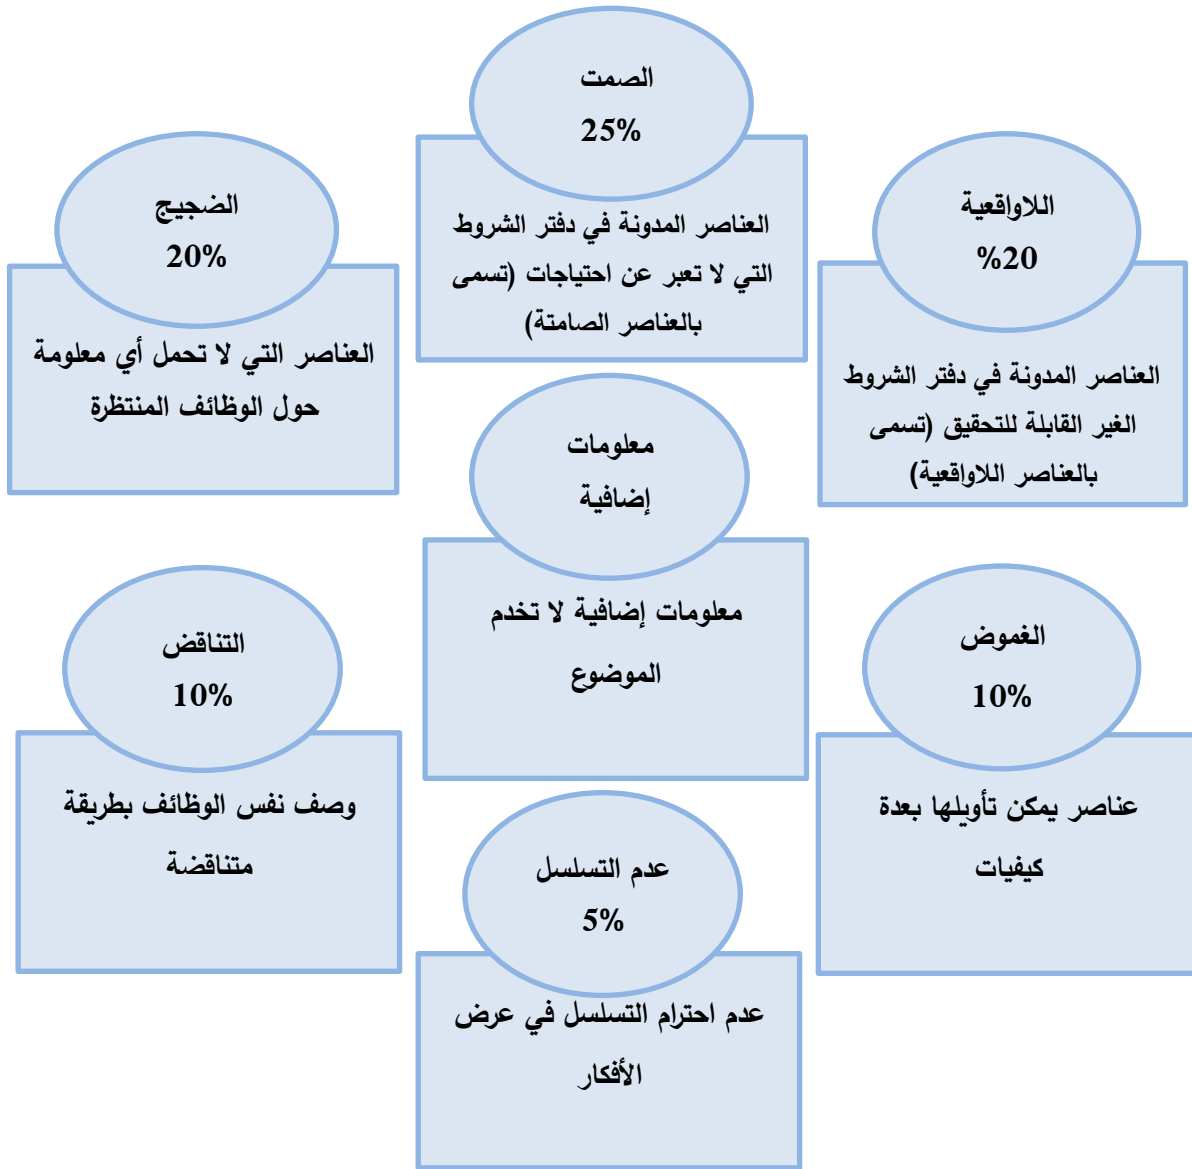 الصمت
25%
العناصر المدونة في دفتر الشروط
التي لا تعبر عن احتياجات (تسمى
بالعناصر الصامتة)
اللاواقعية
%20
العناصر المدونة في دفتر الشروط
الغير القابلة للتحقيق (تسمى
بالعناصر اللاواقعية)
الضجيج
20%
العناصر التي لا تحمل أي معلومة
حول الوظائف المنتظرة
معلومات
إضافية
معلومات إضافية لا تخدم
الموضوع
الغموض
10%
عناصر يمكن تأويلها بعدة
كيفيات
التناقض
10%
وصف نفس الوظائف بطريقة
متناقضة
عدم التسلسل
5%
عدم احترام التسلسل في عرض
الأفكار